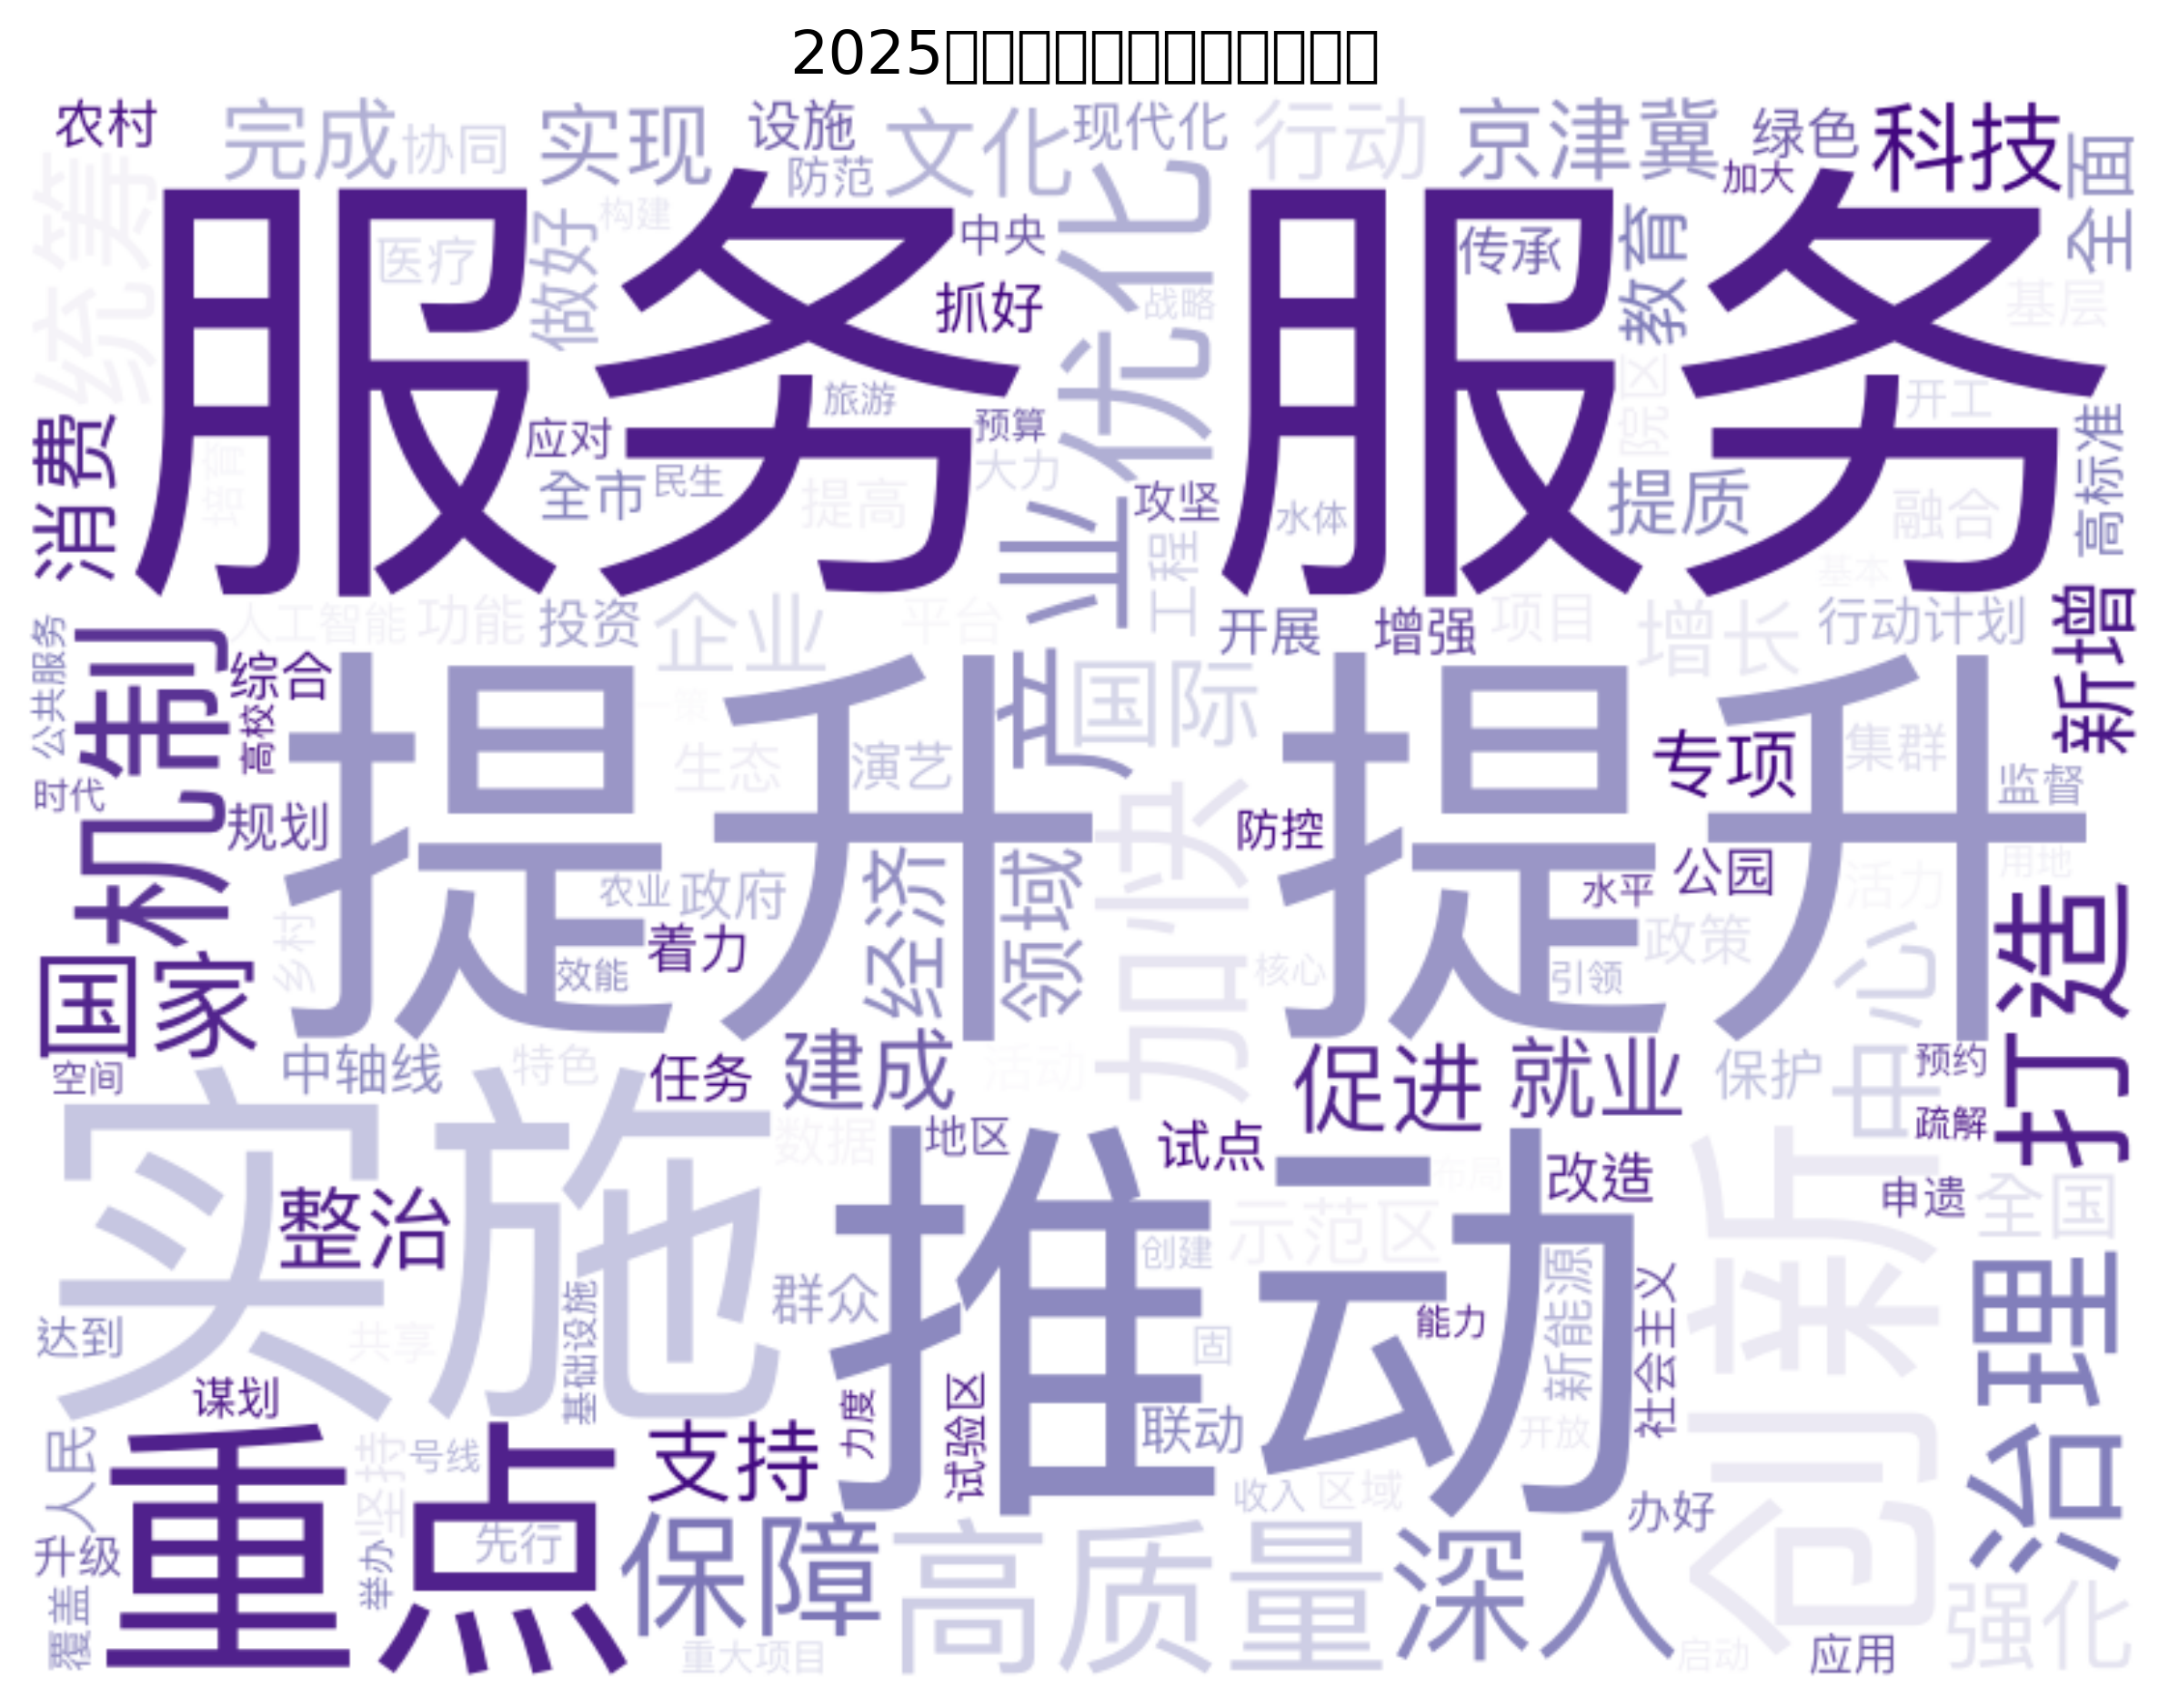 2025□□□□□□□□□□□□
农村
完成
协同
实现
设施
防范
文化
现代化
行动
京津冀
绿色
加大
科技
全面
统筹
服务
医疗
做好
构建
中央
抓好
优化
战略
服务
传承
教育
基层
消费
培育
应对
全市
民生
旅游
预算
大力
提高
攻坚
水体
院区
提质
开工
融合
高标准
基本
工程
产业
人工智能
功能
投资
企业
平台
开展
增强
项目
增长
行动计划
新增
公共服务
机制
综合
高校
时代
规划
提升
生态
演艺
国际
提升
专项
集群
监督
防控
加快
农业
政府
经济
领域
水平
公园
活力
用地
政策
着力
效能
乡村
核心
引领
中心
打造
国家
空间
中轴线
特色
任务
建成
活动
促进
就业
保护
预约
疏解
实施
数据
地区
试点
布局
改造
申遗
全国
整治
推动
示范区
创建
创新
治理
群众
基础设施
达到
共享
固
能力
新能源
社会主义
谋划
力度
试验区
联动
开放
人民
重点
坚持
号线
支持
收入
区域
办好
升级
举办
先行
保障
高质量
深入
强化
覆盖
重大项目
启动
应用